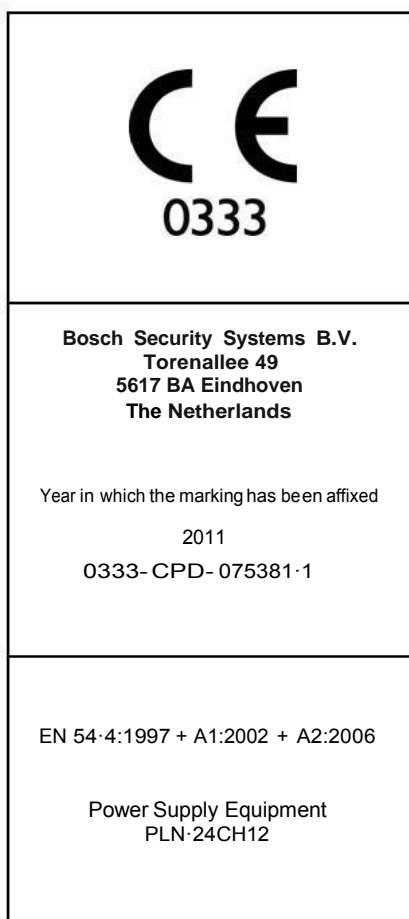 CE
0333
Bosch Security Systems B.V.
Torenallee 49
5617 BA Eindhoven
The Netherlands
Year in which the marking has been affixed
2011
0333-CPD-075381·1
EN 54·4:1997 + A1:2002 + A2:2006
Power Supply Equipment
PLN·24CH12